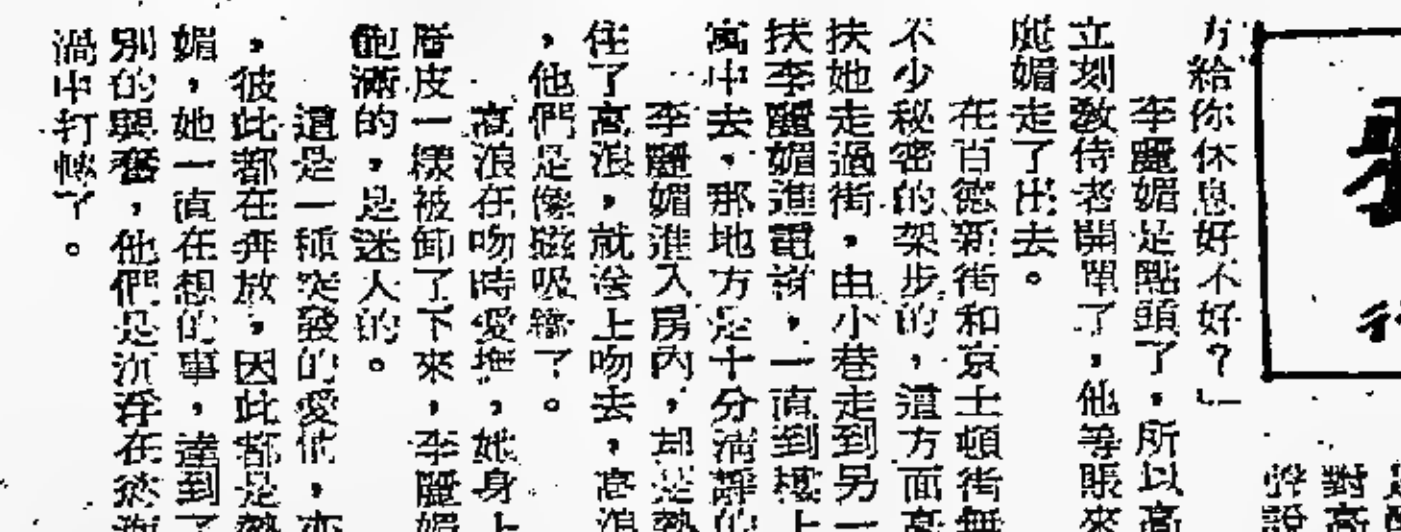 方給你休息好不好？」
李麗媚是點頭了，所以高
立刻教侍者開單了，他等賬來
媚走了出去。
在百德新街和京士頓街無
不少秘密的架步的，這方面高
扶她走過街，由小巷走到另一
扶李麗媚進電梯，一直到樓上
寓中去，那地方是十分清靜的
李麗媚進入房內，却是熱
住了高浪，就送上吻去，高浪
，他們是像磁吸鐵了。
高浪在吻時愛撫，她身上
層皮一樣被卸了下來，李麗媚
飽滿的，是迷人的。
這是一種突發的愛情，亦
，彼此都在奔放，因此都是熱
媚，她一直在想的事，達到了
別的興奮，他們是沉浮在
渦中打轉了。
對高
說